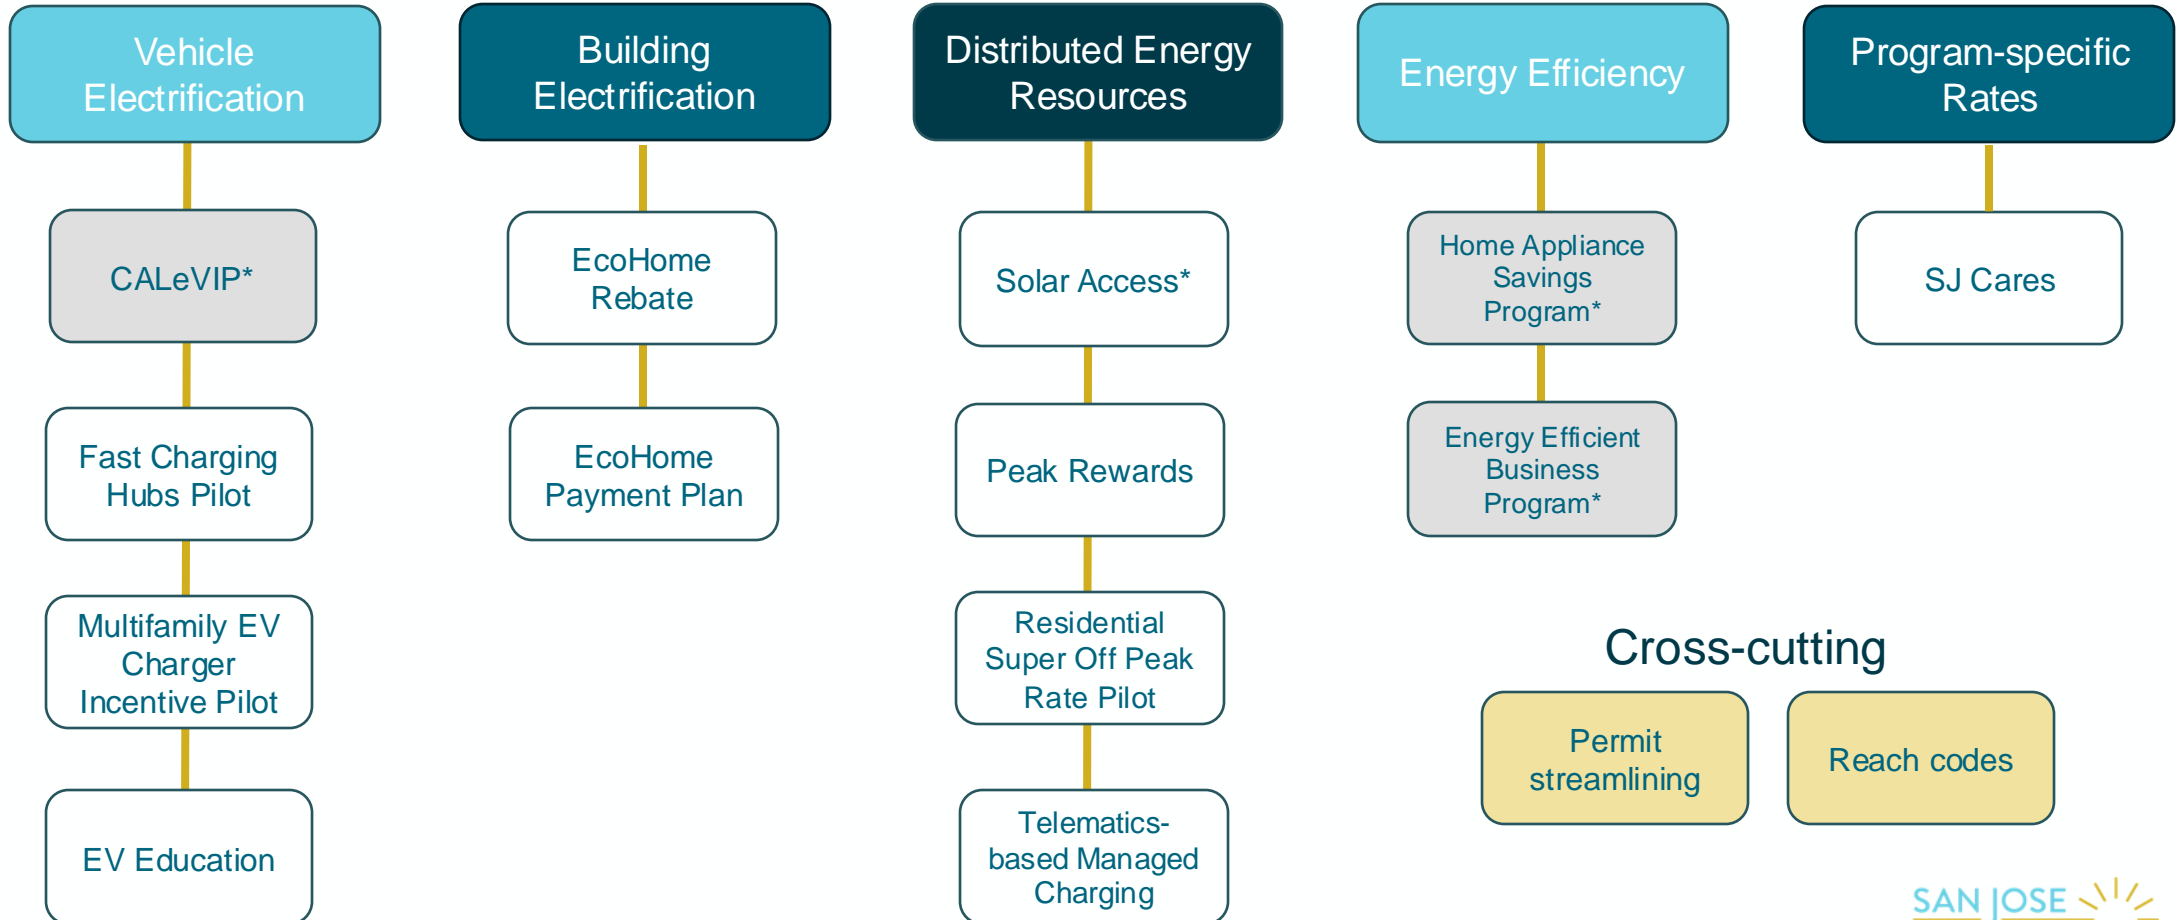 Vehicle
Electrification
CALeVIP*
Fast Charging
Hubs Pilot
Multifamily EV
Charger
Incentive Pilot
EV Education
Building
Electrification
EcoHome
Rebate
EcoHome
Payment Plan
Distributed Energy
Resources
Solar Access*
Peak Rewards
Residential
Super Off Peak
Rate Pilot
Telematics-
based Managed
Charging
Energy Efficiency
Home Appliance
Savings
Program*
Energy Efficient
Business
Program*
Program-specific
Rates
SJ Cares
Cross-cutting
Permit
streamlining
Reach codes
SAN JOSE